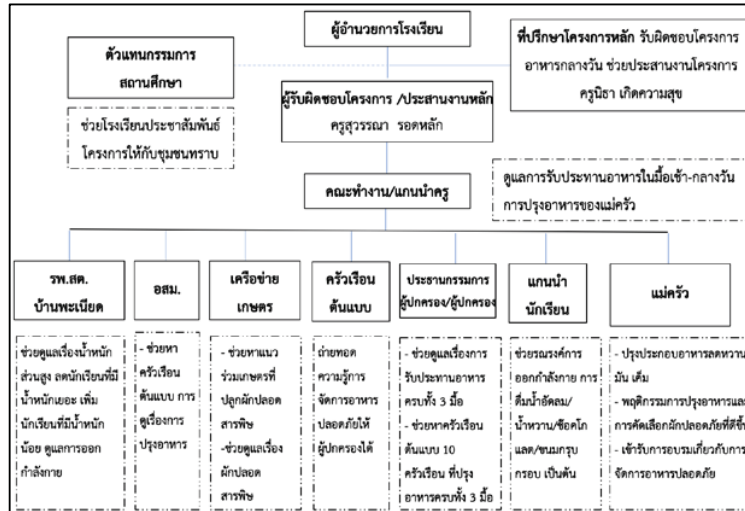 ผู้อำนวยการโรงเรียน
ตัวแทนกรรมการ
สถานศึกษา
ที่ปรึกษาโครงการหลัก รับผิดชอบโครงการ
อาหารกลางวัน ช่วยประสานงานโครงการ
ครูนิธา เกิดความสุข
ผู้รับผิดชอบโครงการ /ประสานงานหลัก
ครูสุวรรณา รอดหลัก
ช่วยโรงเรียนประชาสัมพันธ์
โครงการให้กับชุมชนทราบ
คณะทำงาน/แกนนำครู
ดูแลการรับประทานอาหารในมื้อเช้า-กลางวัน
การปรุงอาหารของแม่ครัว
รพ.สต.
บ้านพะเนียด
อสม.
เครือข่าย
เกษตร
ครัวเรือน
ต้นแบบ
ประธานกรรมการ
ผู้ปกครอง/ผู้ปกครอง
แกนนำ
นักเรียน
แม่ครัว
ช่วยดูแลเรื่องน้ำหนัก
ส่วนสูง ลดนักเรียนที่มี
น้ำหนักเยอะ เพิ่ม
นักเรียนที่มีน้ำหนัก
น้อย ดูแลการออก
กำลังกาย
- ช่วยหา
ครัวเรือน
ต้นแบบ การ
ดูเรื่องการ
ปรุงอาหาร
- ช่วยหาแนว
ร่วมเกษตรที่
ปลูกผักปลอด
สารพิษ
-ช่วยดูแลเรื่อง
ผักปลอด
สารพิษ
ถ่ายทอด
ความรู้การ
จัดการอาหาร
ปลอดภัยให้
ผู้ปกครองได้
- ช่วยดูแลเรื่องการ
รับประทานอาหาร
ครบทั้ง 3 มื้อ
- ช่วยหาครัวเรือน
ต้นแบบ 10
ครัวเรือน ที่ปรุง
อาหารครบทั้ง 3 มื้อ
ช่วยรณรงค์การ
ออกกำลังกาย การ
ดื่มน้ำอัดลม/
น้ำหวาน/ช็อคโก
แลต/ขนมกรุบ
กรอบ เป็นต้น
- ปรุงประกอบอาหารลดหวาน
มัน เค็ม
- พฤติกรรมการปรุงอาหารและ
การคัดเลือกผักปลอดภัยที่ดีขึ้น
- เข้ารับการอบรมเกี่ยวกับการ
จัดการอาหารปลอดภัย